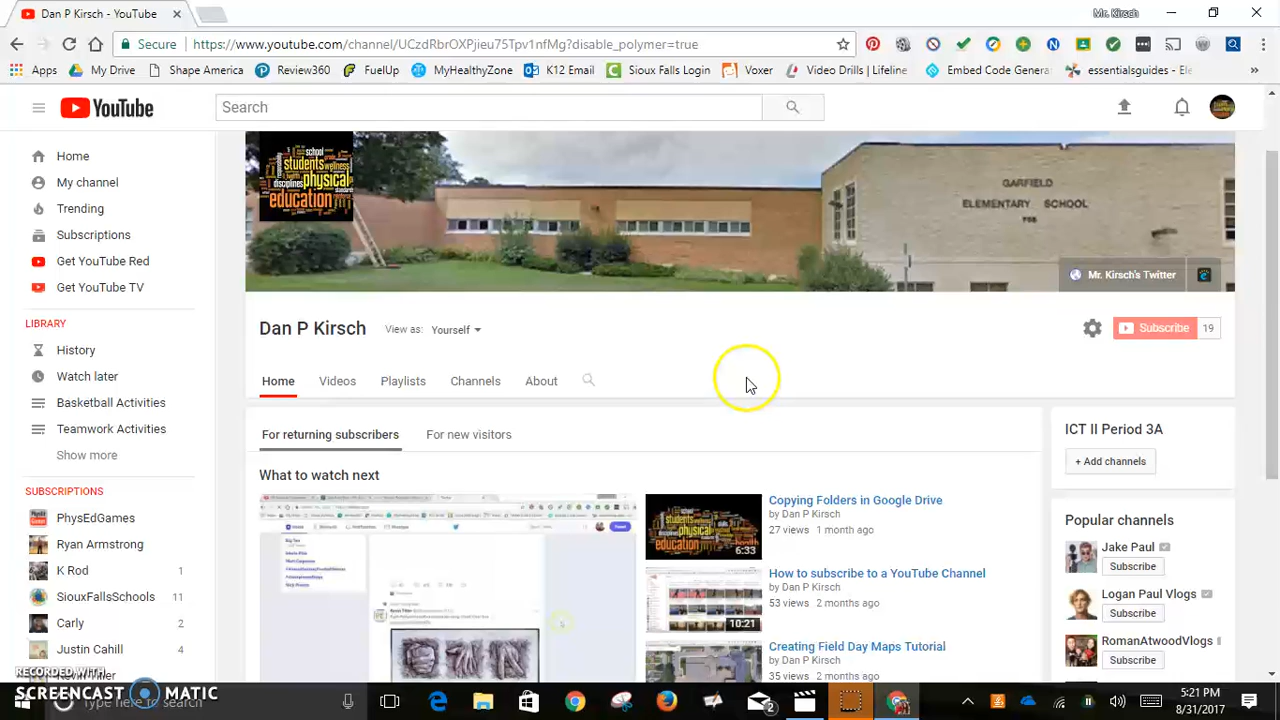 Dan P Kirsch - YouTube
Mr. Kirsch
Secure
https://www.youtube.com/channel/UCzdRbrOXPjieu75Tpv1nfMg?disable_polymer=true
Apps
My Drive
Shape America
Review360
FuelUp
MyHealthyZone
K12 Email
Sioux Falls Login
Voxer
Video Drills | Lifeline
Embed Code Generat
essentialguides - Ele
YouTube
Search
Home
My channel
Trending
Subscriptions
Get YouTube Red
Get YouTube TV
LIBRARY
History
Watch later
Basketball Activities
Teamwork Activities
Show more
SUBSCRIPTIONS
PhysEdGames
Ryan Armstrong
K Rod 1
SiouxFallsSchools 11
Carly 2
Justin Cahill 4
school
students wellness
disciplines physical
education
GARFIELD
ELEMENTARY SCHOOL
Mr. Kirsch's Twitter
Dan P Kirsch
View as: Yourself
Subscribe 19
Home
Videos
Playlists
Channels
About
For returning subscribers
For new visitors
What to watch next
Copying Folders in Google Drive
by Dan P Kirsch
27 views 1 month ago
6:33
How to subscribe to a YouTube Channel
by Dan P Kirsch
53 views 2 months ago
10:21
Creating Field Day Maps Tutorial
by Dan P Kirsch
35 views 2 months ago
ICT II Period 3A
+ Add channels
Popular channels
Jake Paul
Subscribe
Logan Paul Vlogs
Subscribe
RomanAtwoodVlogs
Subscribe
RECORDED WITH
SCREENCAST MATIC
search
2
5:21 PM
8/31/2017